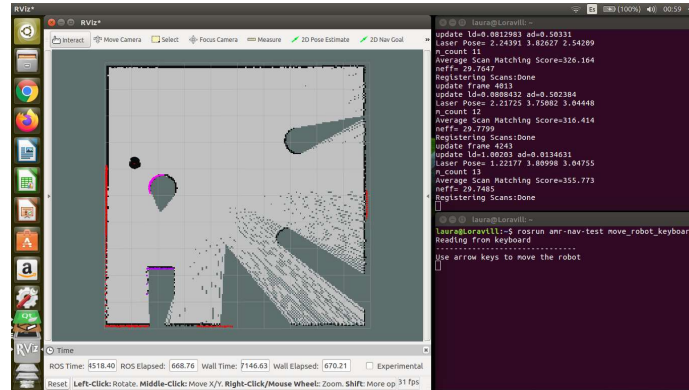 RViz*
Es (100%) 00:59
RViz*
Interact Move Camera Select Focus Camera Measure 2D Pose Estimate 2D Nav Goal
Time
ROS Time: 4518.40 ROS Elapsed: 668.76 Wall Time: 7146.63 Wall Elapsed: 670.21 Experimental
Reset Left-Click: Rotate. Middle-Click: Move X/Y. Right-Click/Mouse Wheel:: Zoom. Shift: More op 31 fps
laura@Loravill: ~
update ld=0.0812983 ad=0.50331
Laser Pose= 2.24391 3.82627 2.54209
m_count 11
Average Scan Matching Score=326.164
neff= 29.7647
Registering Scans:Done
update frame 4013
update ld=0.0808432 ad=0.502384
Laser Pose= 2.21725 3.75082 3.04448
m_count 12
Average Scan Matching Score=316.414
neff= 29.7799
Registering Scans:Done
update frame 4243
update ld=1.00203 ad=0.0134631
Laser Pose= 1.22177 3.80998 3.04755
m_count 13
Average Scan Matching Score=355.773
neff= 29.7485
Registering Scans:Done
laura@Loravill: ~
laura@Loravill:~$ rosrun amr-nav-test move_robot_keyboar
Reading from keyboard
---------------------------
Use arrow keys to move the robot